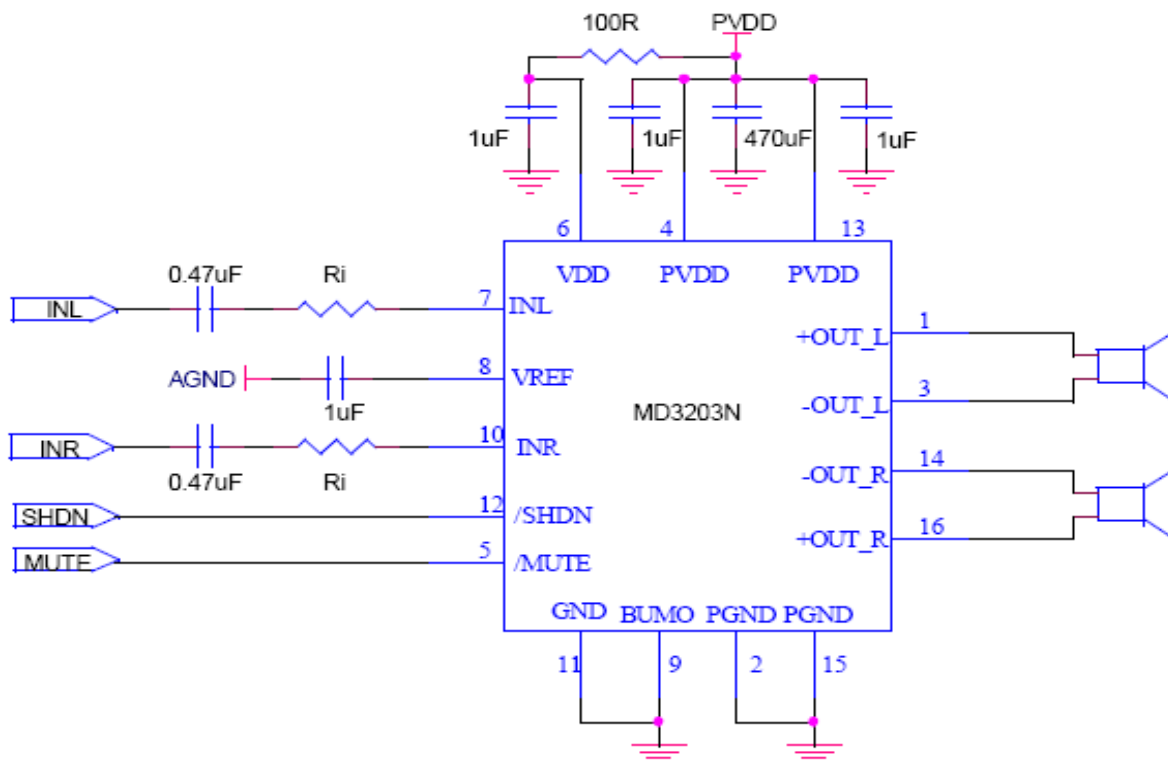 100R PVDD
1uF 1uF 470uF 1uF
6 4 13
VDD PVDD PVDD
0.47uF Ri
INL 7 INL
1 +OUT_L
AGND 8 VREF
1uF
3 -OUT_L
MD3203N
INR 10 INR
0.47uF Ri
14 -OUT_R
SHDN 12 /SHDN
16 +OUT_R
MUTE 5 /MUTE
GND BUMO PGND PGND
11 9 2 15